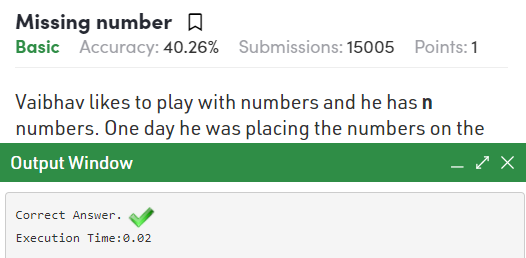 Missing number
Basic Accuracy: 40.26% Submissions: 15005 Points: 1
Vaibhav likes to play with numbers and he has n
numbers. One day he was placing the numbers on the
Output Window
Correct Answer.
Execution Time:0.02